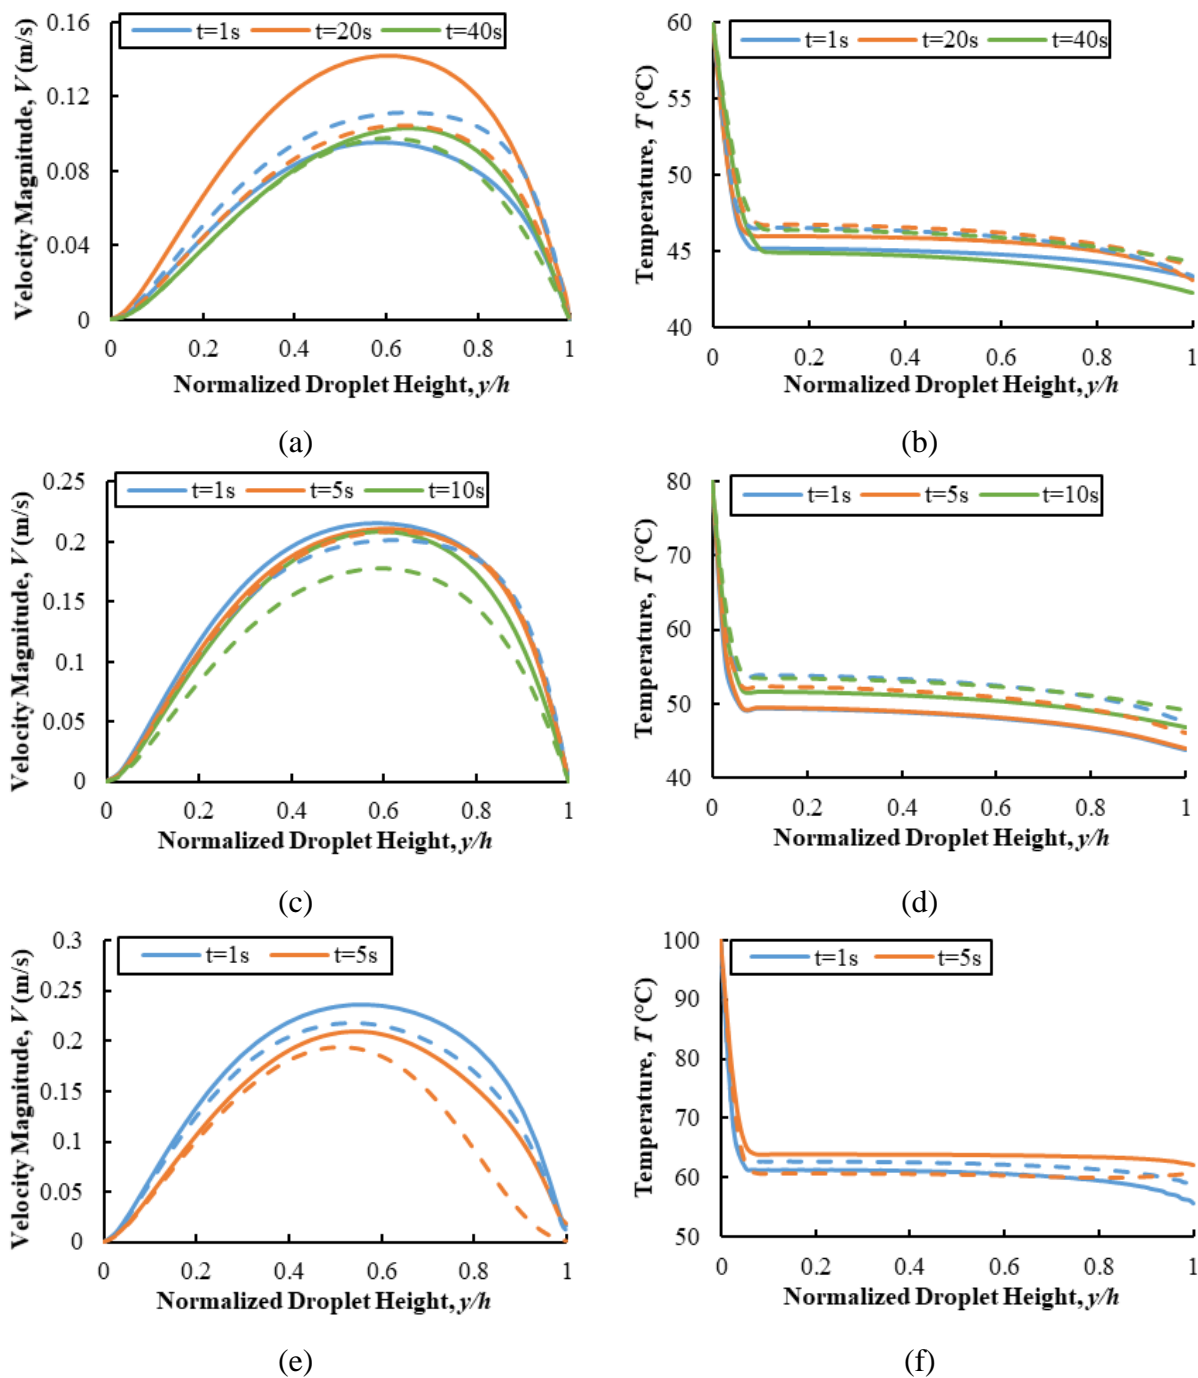 t=1s t=20s t=40s
0.16
0.12
0.08
0.04
0
0 0.2 0.4 0.6 0.8 1
Velocity Magnitude, V (m/s)
Normalized Droplet Height, y/h
(a)
t=1s t=20s t=40s
60
55
50
45
40
0 0.2 0.4 0.6 0.8 1
Temperature, T (°C)
Normalized Droplet Height, y/h
(b)
t=1s t=5s t=10s
0.25
0.2
0.15
0.1
0.05
0
0 0.2 0.4 0.6 0.8 1
Velocity Magnitude, V (m/s)
Normalized Droplet Height, y/h
(c)
t=1s t=5s t=10s
80
70
60
50
40
0 0.2 0.4 0.6 0.8 1
Temperature, T (°C)
Normalized Droplet Height, y/h
(d)
t=1s t=5s
0.3
0.25
0.2
0.15
0.1
0.05
0
0 0.2 0.4 0.6 0.8 1
Velocity Magnitude, V (m/s)
Normalized Droplet Height, y/h
(e)
t=1s t=5s
100
90
80
70
60
50
0 0.2 0.4 0.6 0.8 1
Temperature, T (°C)
Normalized Droplet Height, y/h
(f)